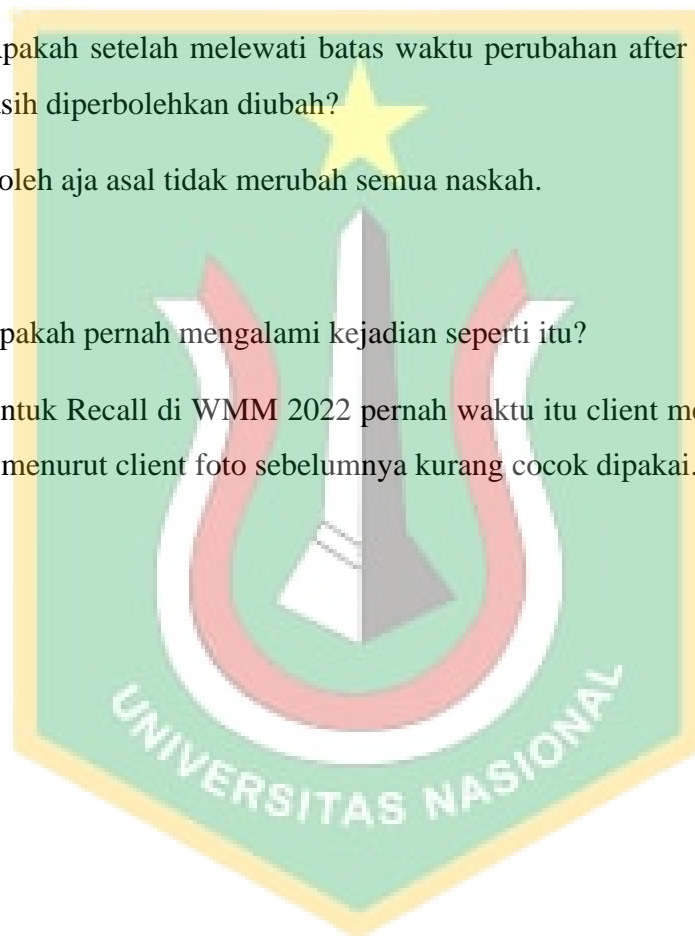 pakah setelah melewati batas waktu perubahan after
sih diperbolehkan diubah?
oleh aja asal tidak merubah semua naskah.
pakah pernah mengalami kejadian seperti itu?
ntuk Recall di WMM 2022 pernah waktu itu client me
menurut client foto sebelumnya kurang cocok dipakai.
UNIVERSITAS NASIONAL